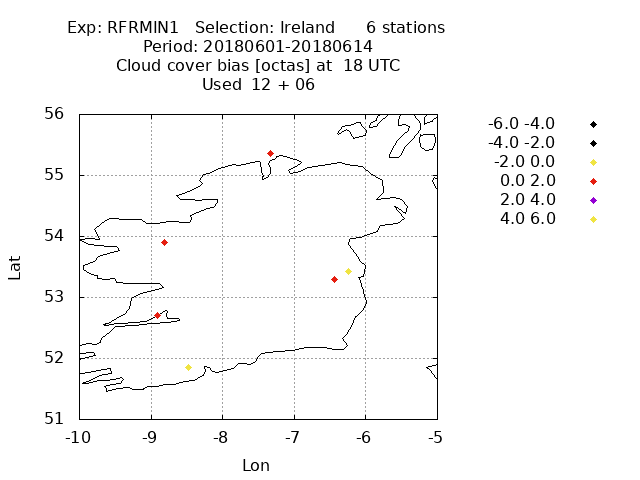 Exp: RFRMIN1 Selection: Ireland 6 stations
Period: 20180601-20180614
Cloud cover bias [octas] at 18 UTC
Used 12 + 06
56
55
54
53
52
51
Lat
-10 -9 -8 -7 -6 -5
Lon
-6.0 -4.0
-4.0 -2.0
-2.0 0.0
0.0 2.0
2.0 4.0
4.0 6.0